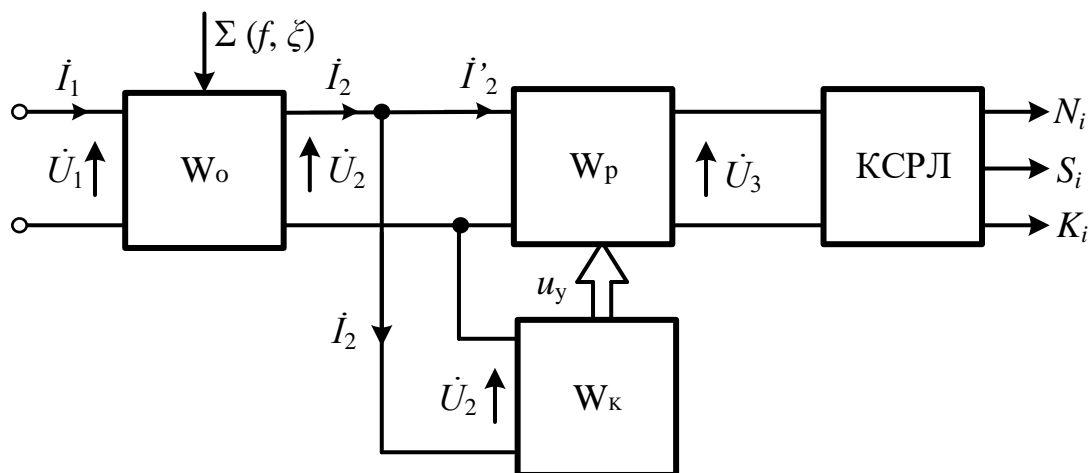 Σ (f, ξ)
İ₁
İ₂
İ’₂
Nᵢ
U̇₁
Wо
U̇₂
Wр
U̇₃
КСРЛ
Sᵢ
Kᵢ
uу
İ₂
U̇₂
Wк